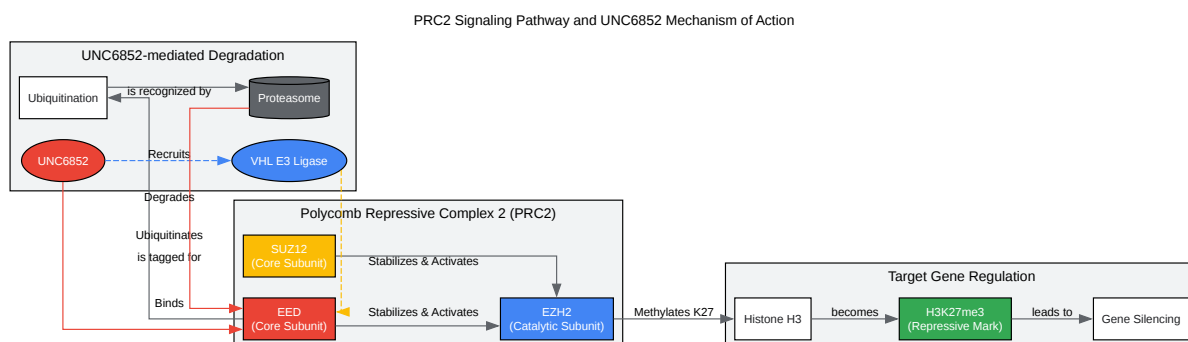 PRC2 Signaling Pathway and UNC6852 Mechanism of Action
UNC6852-mediated Degradation
Ubiquitination
is recognized by
Proteasome
UNC6852
Recruits
VHL E3 Ligase
Degrades
Ubiquitinates
is tagged for
Binds
Polycomb Repressive Complex 2 (PRC2)
SUZ12
(Core Subunit)
Stabilizes & Activates
EED
(Core Subunit)
Stabilizes & Activates
EZH2
(Catalytic Subunit)
Methylates K27
Target Gene Regulation
Histone H3
becomes
H3K27me3
(Repressive Mark)
leads to
Gene Silencing